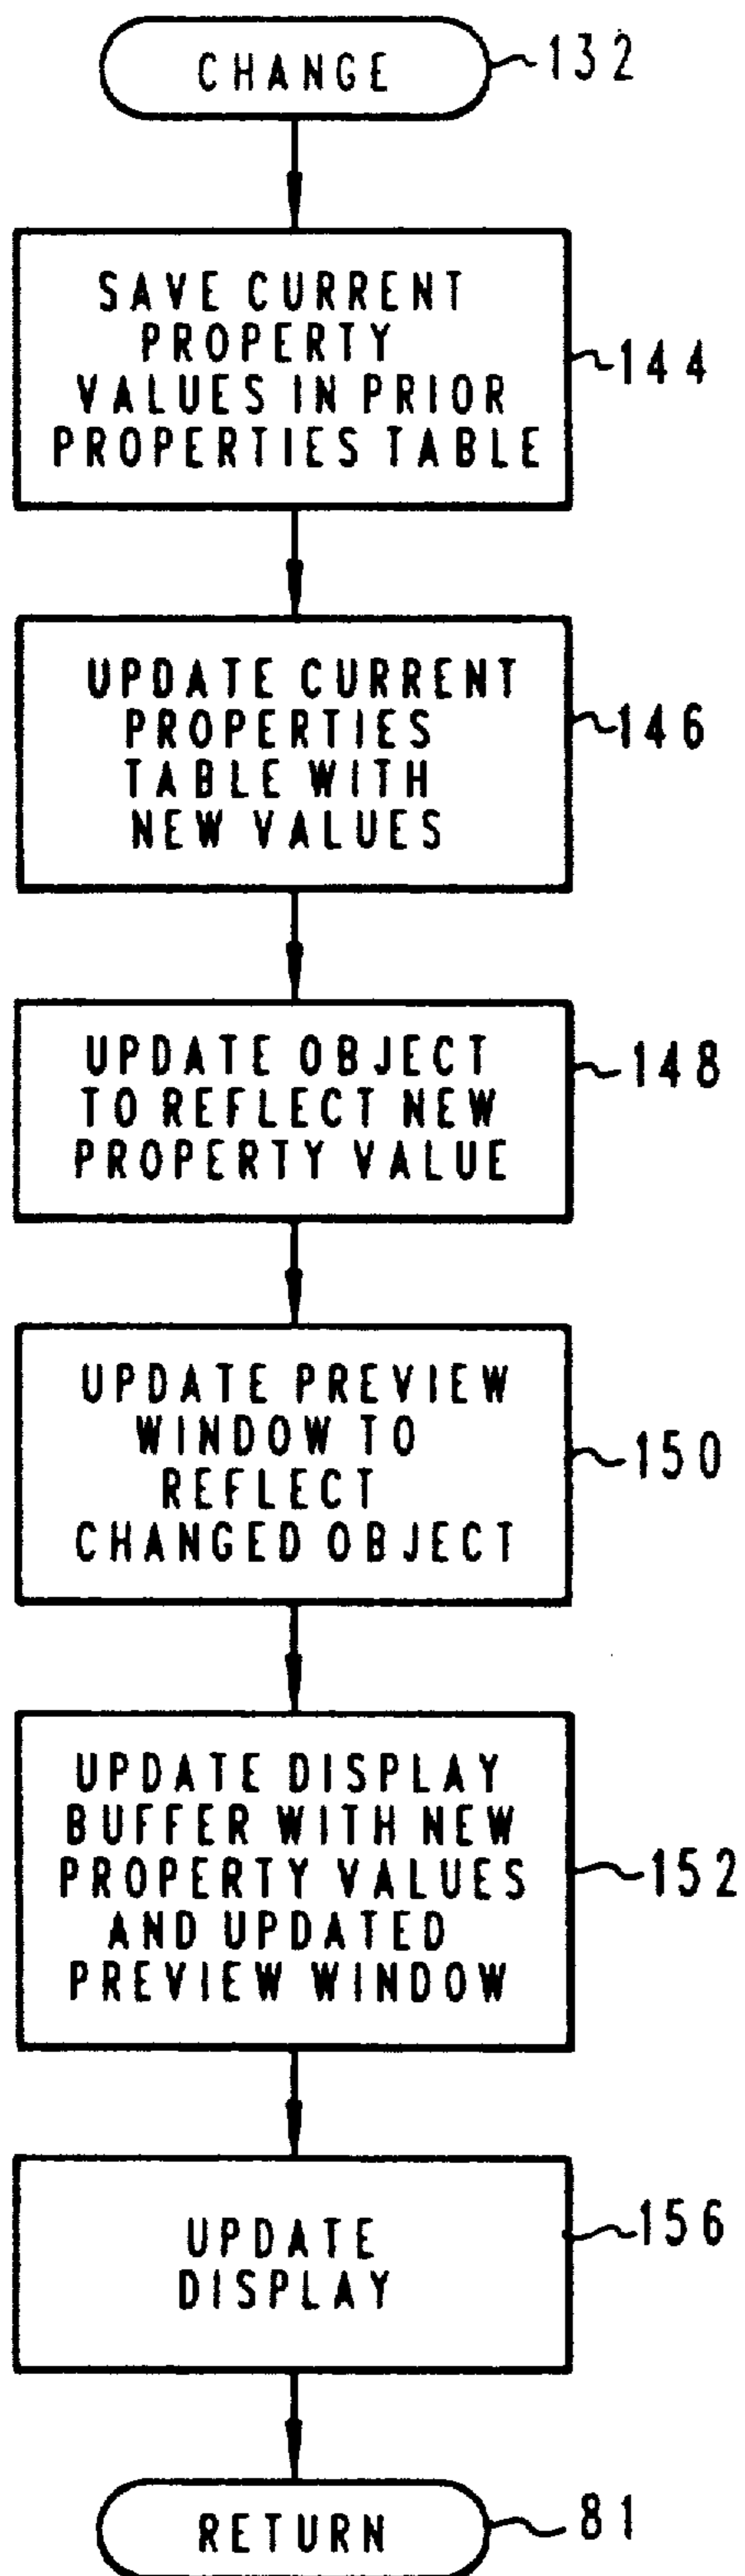 CHANGE
132
SAVE CURRENT
PROPERTY
VALUES IN PRIOR
PROPERTIES TABLE
144
UPDATE CURRENT
PROPERTIES
TABLE WITH
NEW VALUES
146
UPDATE OBJECT
TO REFLECT NEW
PROPERTY VALUE
148
UPDATE PREVIEW
WINDOW TO
REFLECT
CHANGED OBJECT
150
UPDATE DISPLAY
BUFFER WITH NEW
PROPERTY VALUES
AND UPDATED
PREVIEW WINDOW
152
UPDATE
DISPLAY
156
RETURN
81